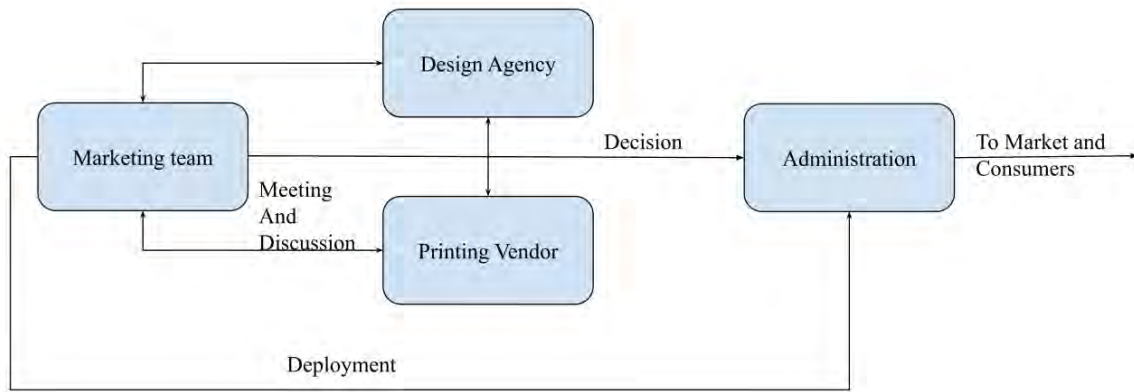 Design Agency
Decision
To Market and
Consumers
Marketing team
Administration
Meeting
And
Discussion
Printing Vendor
Deployment